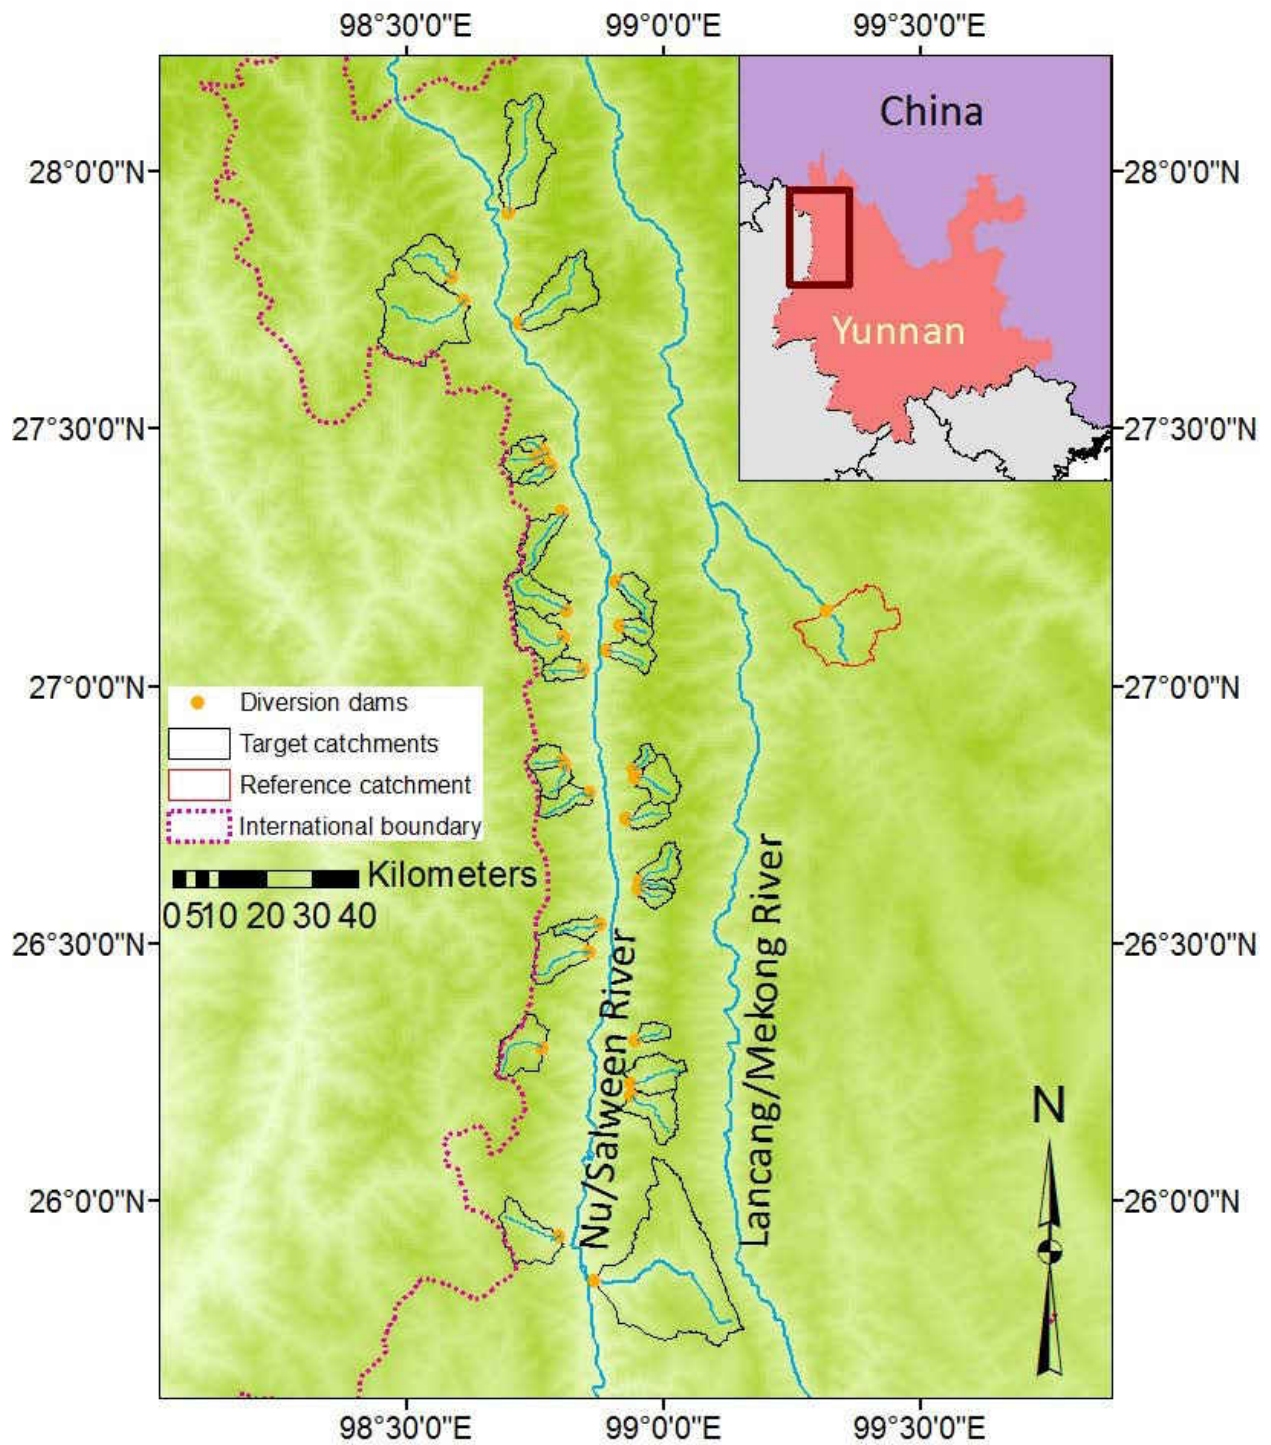 98°30'0"E 99°0'0"E 99°30'0"E
China
28°0'0"N 28°0'0"N
Yunnan
27°30'0"N 27°30'0"N
27°0'0"N 27°0'0"N
Diversion dams
Target catchments
Reference catchment
International boundary
Kilometers
0 5 10 20 30 40
26°30'0"N 26°30'0"N
Nu/Salween River
Lancang/Mekong River
N
26°0'0"N 26°0'0"N
98°30'0"E 99°0'0"E 99°30'0"E